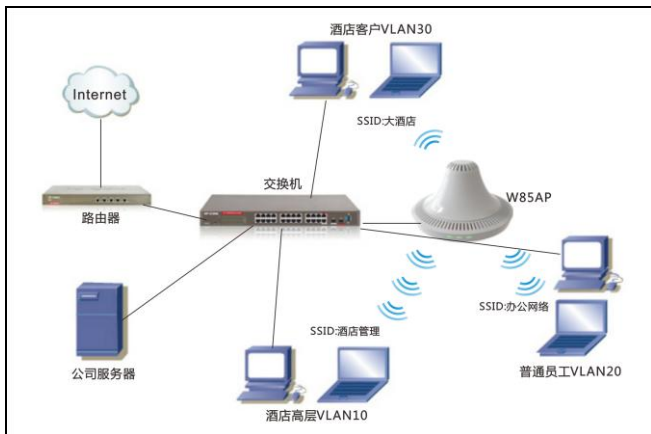 酒店客户VLAN30
Internet
SSID:大酒店
交换机
W85AP
路由器
SSID:办公网络
SSID:酒店管理
公司服务器
普通员工VLAN20
酒店高层VLAN10